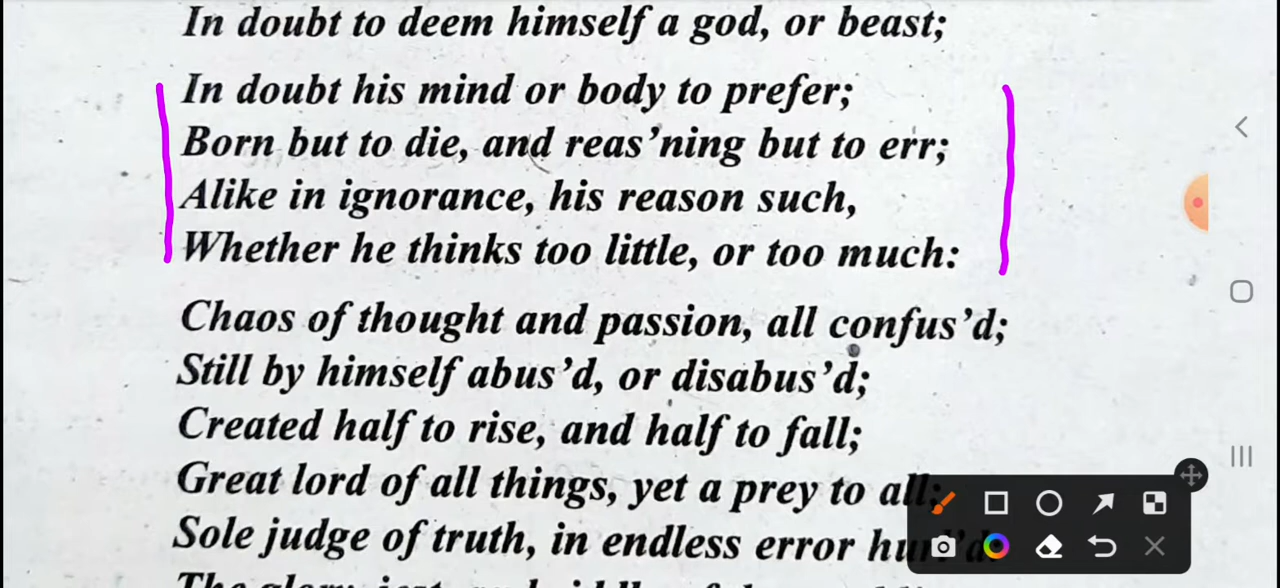 In doubt to deem himself a god, or beast;
In doubt his mind or body to prefer;
Born but to die, and reas'ning but to err;
Alike in ignorance, his reason such,
Whether he thinks too little, or too much:
Chaos of thought and passion, all confus'd;
Still by himself abus'd, or disabus'd;
Created half to rise, and half to fall;
Great lord of all things, yet a prey to all;
Sole judge of truth, in endless error hurl'd: